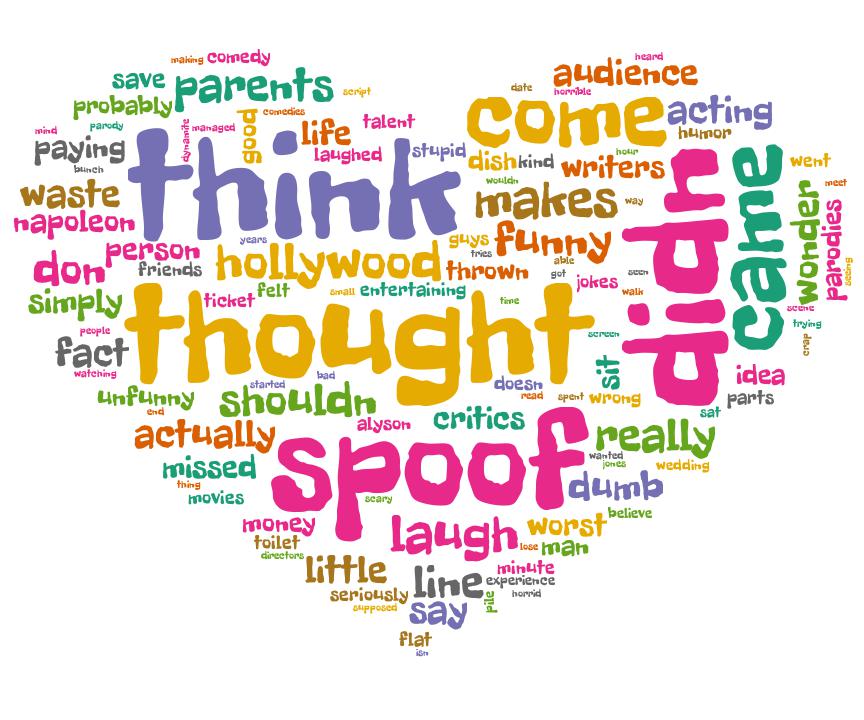 heard
making comedy
audience
save parents
date horrible
script
probably
come acting
comedies
good
life talent
humor
mind parody
dynamite
managed
think
paying
laughed stupid
hour
bunch
dish kind writers went
didn
came
waste
wouldn
makes way
meet
wonder
parodies
napoleon
years
guys funny
person
tries
hollywood
able
don friends
thrown got seen
seeing
jokes
felt
simply ticket small entertaining
walk
time
scene
thought
trying
people
screen
crap
fact
sit
watching
bad
idea
started
doesn
unfunny shouldn
read spent wrong parts
end
sat
alyson critics
actually
spoof
really
wanted
missed
jones wedding
thing
dumb
movies
scary
believe
money laugh worst
toilet
lose man
directors
little
minute
line experience
seriously
horrid
pile
supposed
say
flat
isn